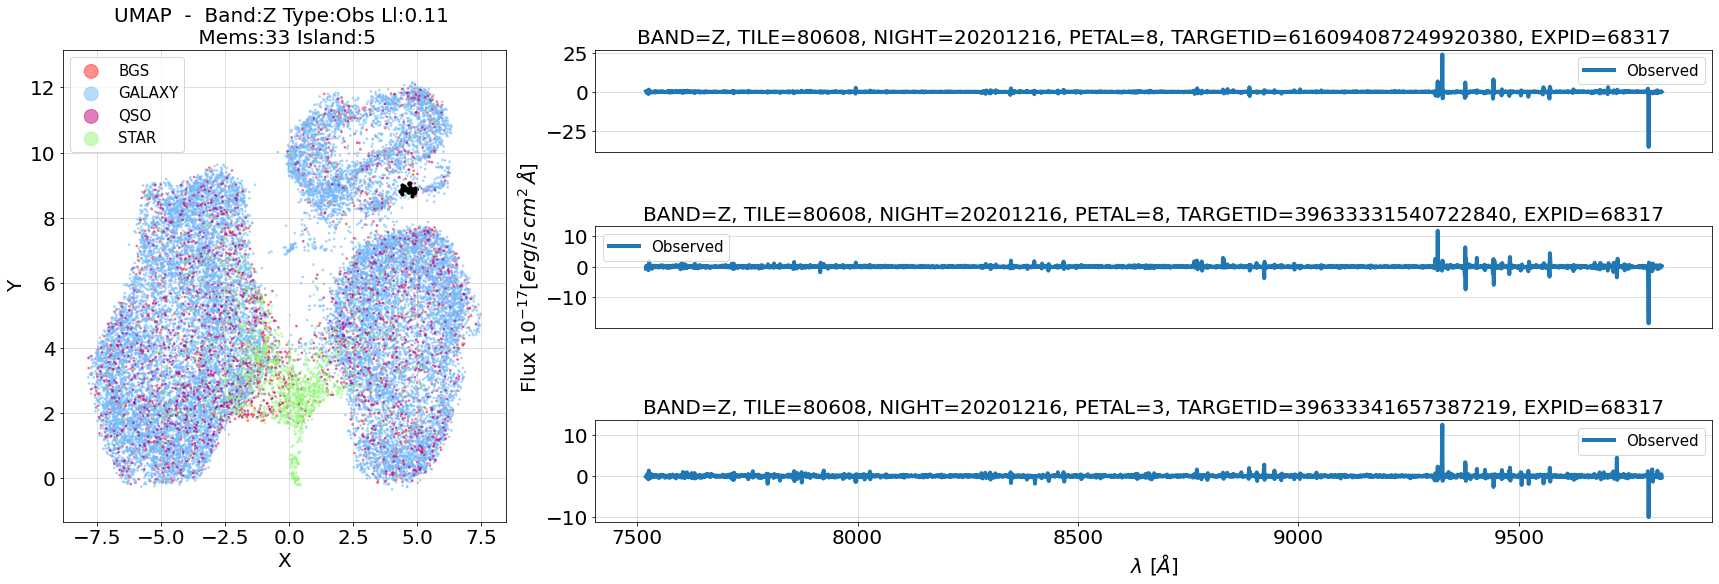 UMAP - Band:Z Type:Obs Ll:0.11
Mems:33 Island:5
BGS
GALAXY
QSO
STAR
12
10
8
6
4
2
0
Y
−7.5 −5.0 −2.5 0.0 2.5 5.0 7.5
X
Flux 10^{−17}[erg/s cm^2 Å]
BAND=Z, TILE=80608, NIGHT=20201216, PETAL=8, TARGETID=616094087249920380, EXPID=68317
Observed
25
0
−25
BAND=Z, TILE=80608, NIGHT=20201216, PETAL=8, TARGETID=39633331540722840, EXPID=68317
Observed
10
0
−10
BAND=Z, TILE=80608, NIGHT=20201216, PETAL=3, TARGETID=39633341657387219, EXPID=68317
Observed
10
0
−10
7500 8000 8500 9000 9500
λ [Å]